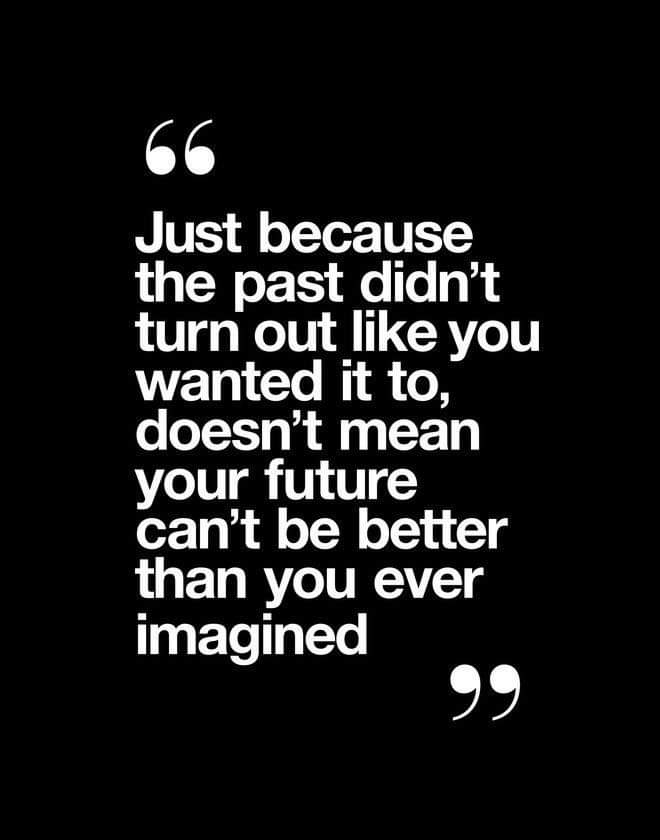 “
Just because
the past didn’t
turn out like you
wanted it to,
doesn’t mean
your future
can’t be better
than you ever
imagined
”